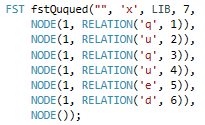 FST fstQuqued("", 'x', LIB, 7,
NODE(1, RELATION('q', 1)),
NODE(1, RELATION('u', 2)),
NODE(1, RELATION('q', 3)),
NODE(1, RELATION('u', 4)),
NODE(1, RELATION('e', 5)),
NODE(1, RELATION('d', 6)),
NODE());